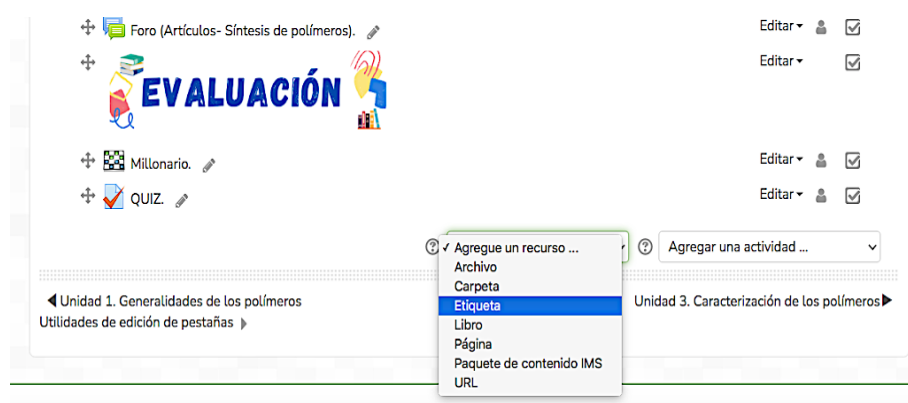 Foro (Artículos- Síntesis de polímeros). Editar
EVALUACIÓN Editar
Millonario. Editar
QUIZ. Editar
Agregue un recurso ... Agregar una actividad ...
Archivo
Carpeta
Etiqueta
Libro
Página
Paquete de contenido IMS
URL
Unidad 1. Generalidades de los polímeros Unidad 3. Caracterización de los polímeros
Utilidades de edición de pestañas